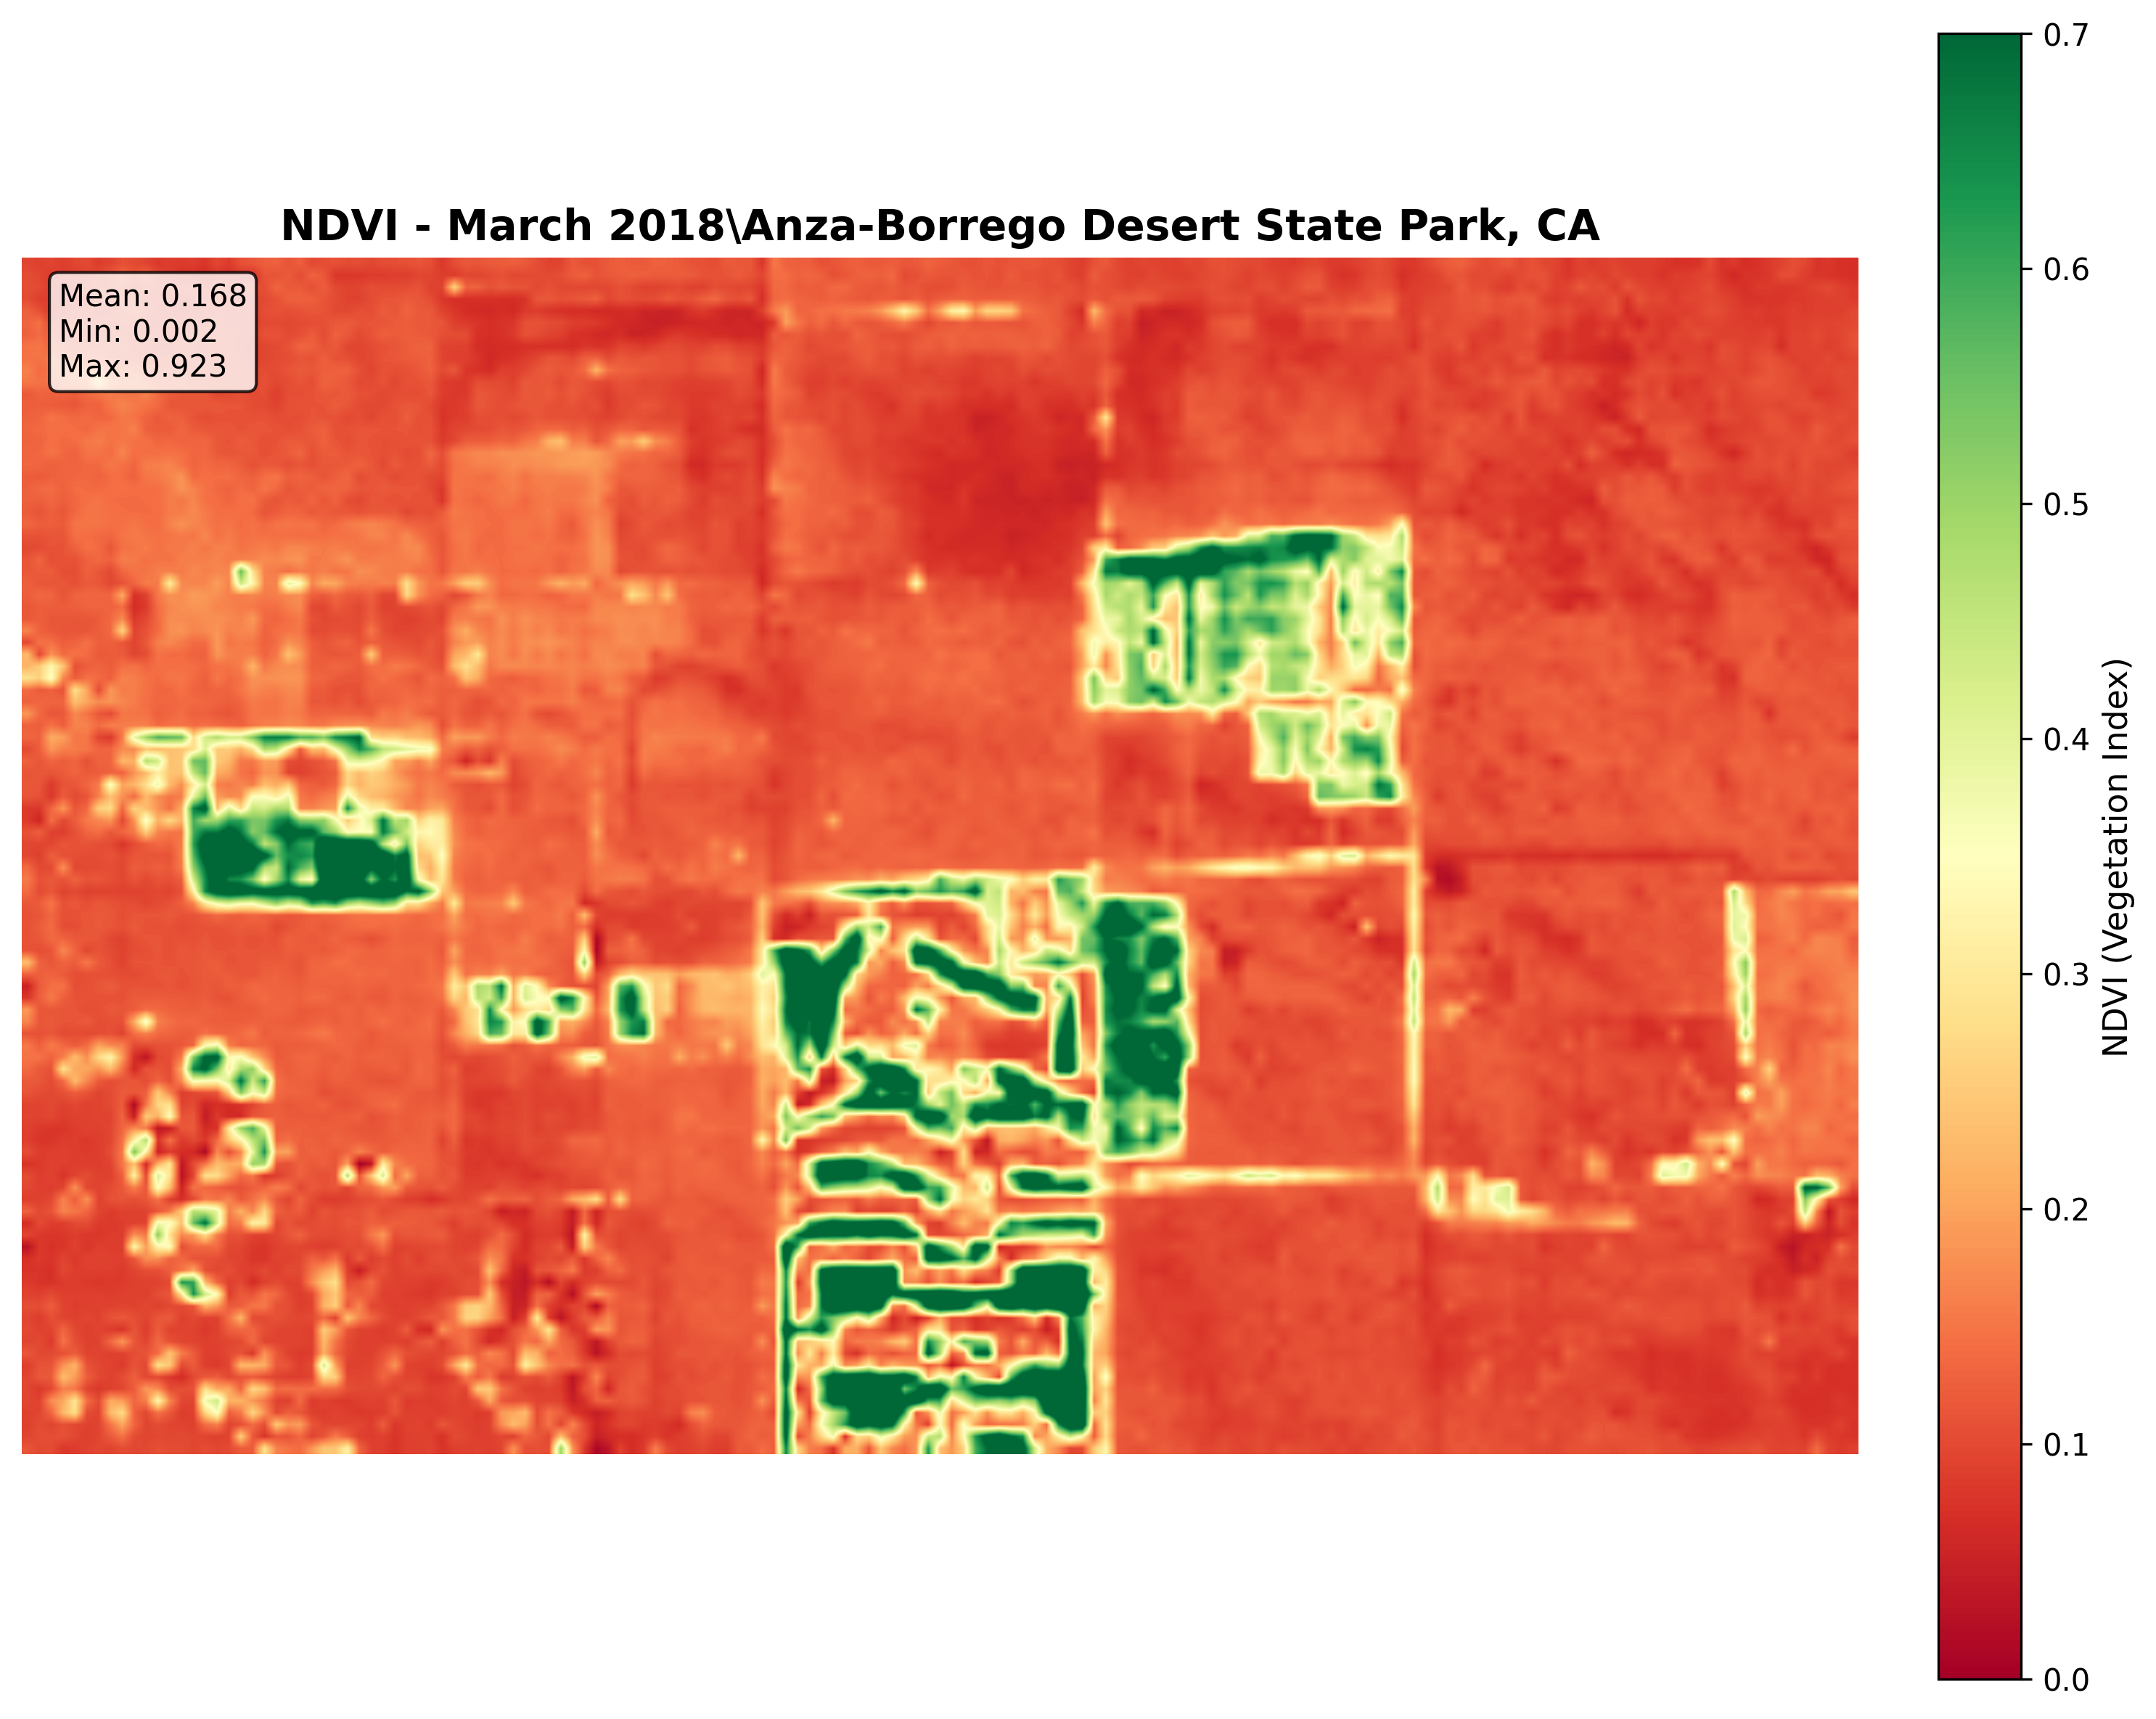 NDVI - March 2018\Anza-Borrego Desert State Park, CA
Mean: 0.168
Min: 0.002
Max: 0.923
0.7
0.6
0.5
0.4
0.3
0.2
0.1
0.0
NDVI (Vegetation Index)